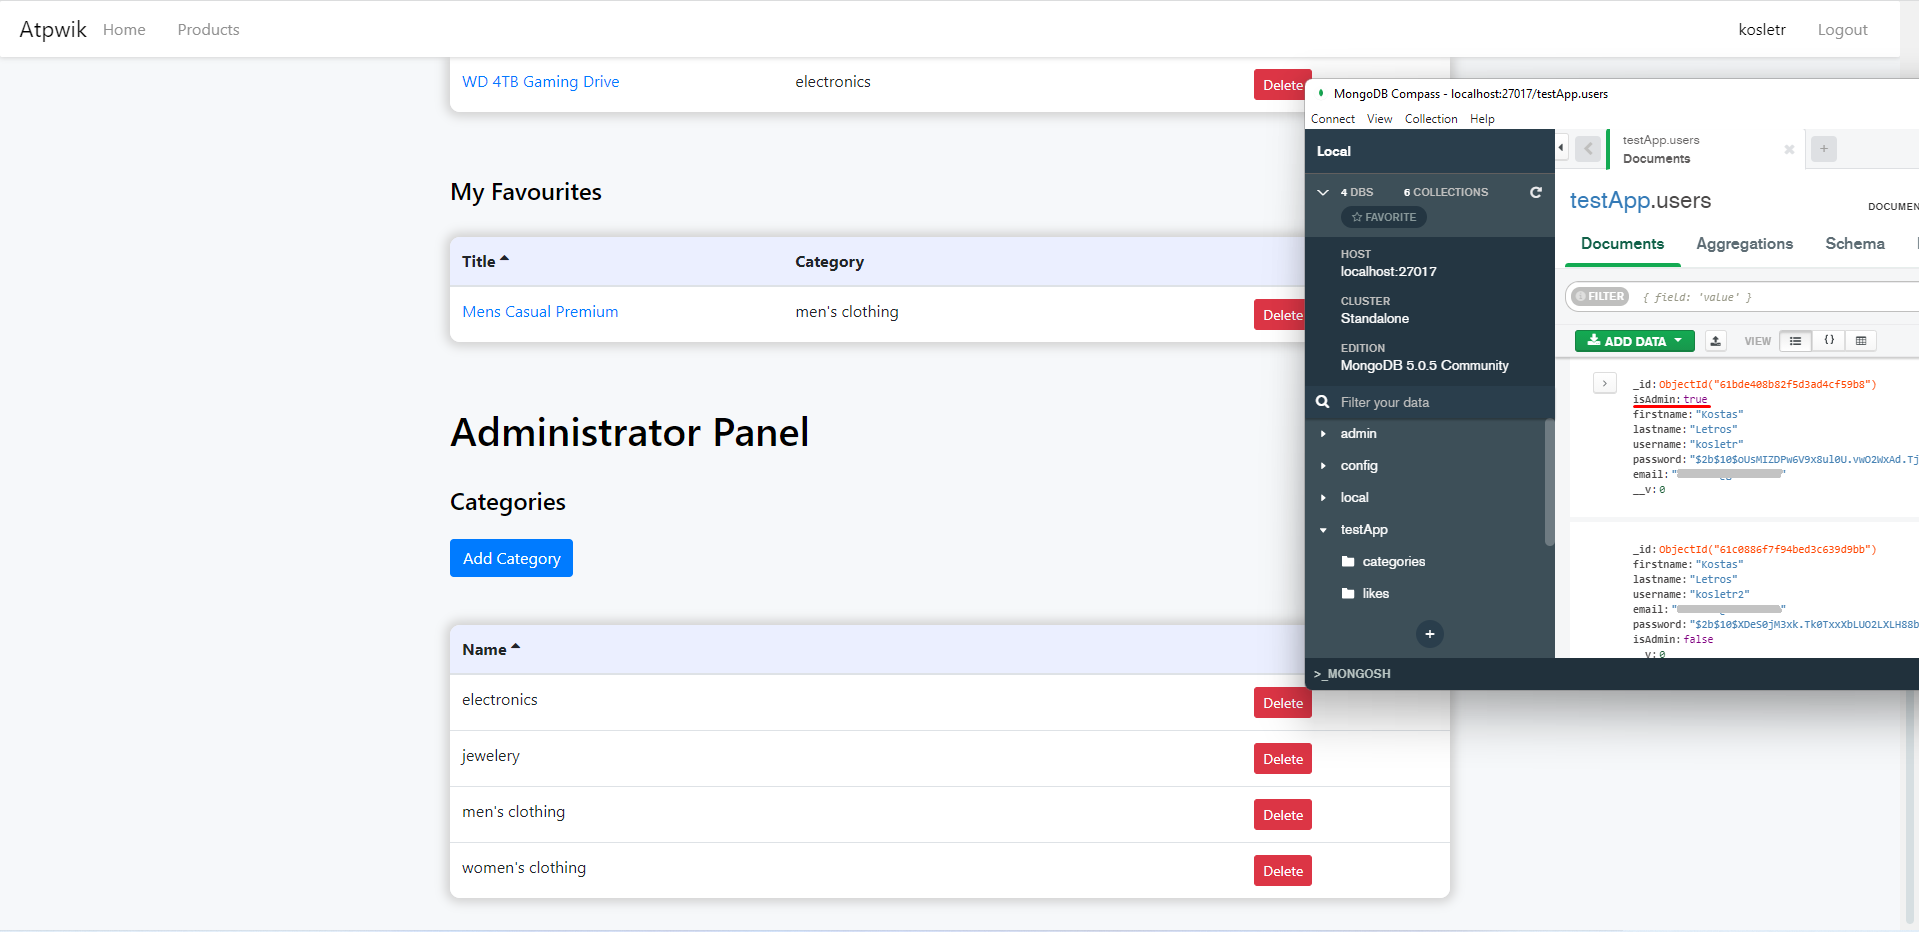 Atpwik Home Products kosletr Logout
WD 4TB Gaming Drive electronics Delete
My Favourites
Title Category
Mens Casual Premium men's clothing Delete
Administrator Panel
Categories
Add Category
Name
electronics Delete
jewelery Delete
men's clothing Delete
women's clothing Delete
MongoDB Compass - localhost:27017/testApp.users
Connect View Collection Help
Local
4 DBS 6 COLLECTIONS
FAVORITE
HOST
localhost:27017
CLUSTER
Standalone
EDITION
MongoDB 5.0.5 Community
Filter your data
admin
config
local
testApp
categories
likes
>_MONGOSH
testApp.users
Documents
testApp.users
DOCUMEN
Documents Aggregations Schema
FILTER { field: 'value' }
ADD DATA VIEW
_id: ObjectId("61bde408b82f5d3ad4cf59b8")
isAdmin: true
firstname: "Kostas"
lastname: "Letros"
username: "kosletr"
password: "$2b$10$oUsMIZDPw6V9x8ul0U.vwO2WxAd.Tj
email: " "
__v: 0
_id: ObjectId("61c0886f7f94bed3c639d9bb")
firstname: "Kostas"
lastname: "Letros"
username: "kosletr2"
email: " "
password: "$2b$10$XDeS0jM3xk.Tk0TxxXbLUO2LXLH88b
isAdmin: false
__v: 0